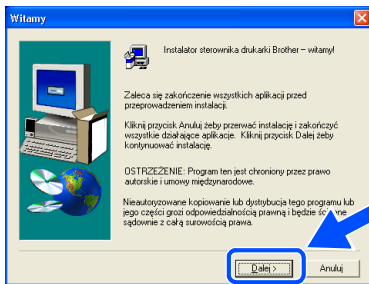 Witamy
Instalator sterownika drukarki Brother – witamy!
Zaleca się zakończenie wszystkich aplikacji przed
przeprowadzeniem instalacji.
Kliknij przycisk Anuluj żeby przerwać instalację i zakończyć
wszystkie działające aplikacje. Kliknij przycisk Dalej żeby
kontynuować instalację.
OSTRZEŻENIE: Program ten jest chroniony przez prawo
autorskie i umowy międzynarodowe.
Nieautoryzowane kopiowanie lub dystrybucja tego programu lub
jego części grozi odpowiedzialnością prawną i będzie
sądownie z całą surowością prawa.
Dalej >
Anuluj